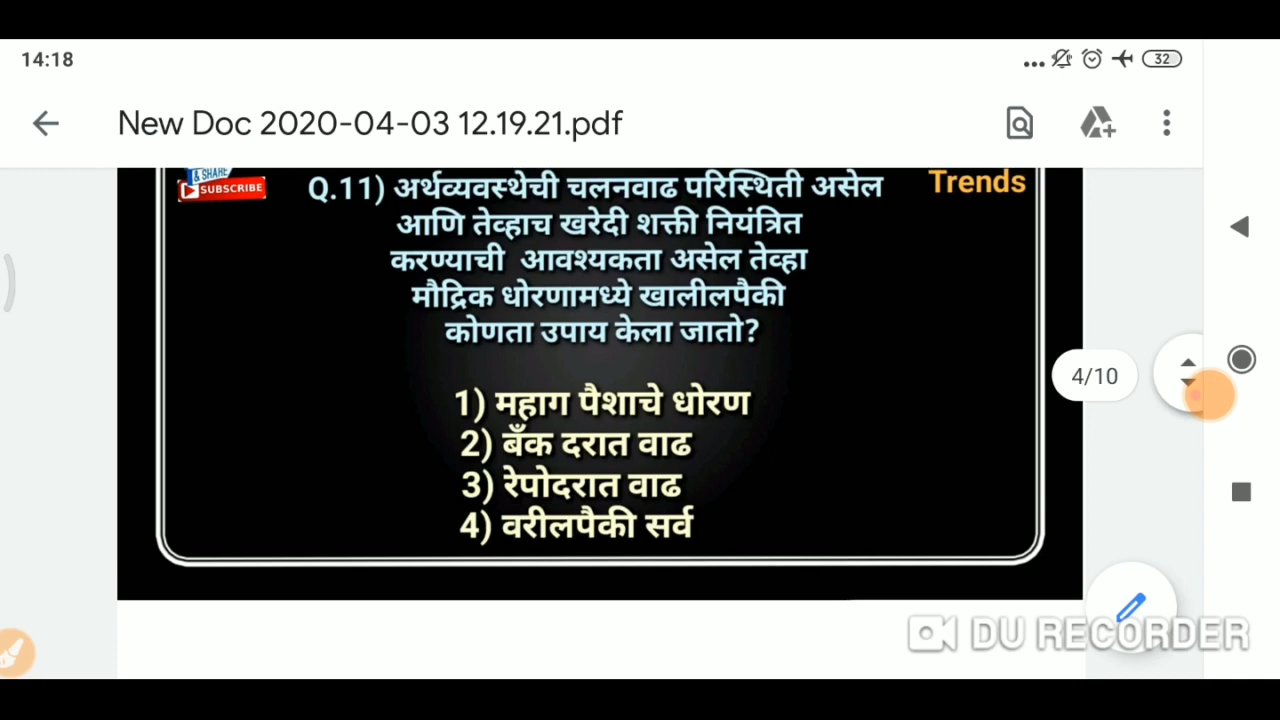 14:18
32
New Doc 2020-04-03 12.19.21.pdf
& SHARE
SUBSCRIBE
Trends
Q.11) अर्थव्यवस्थेची चलनवाढ परिस्थिती असेल
आणि तेव्हाच खरेदी शक्ती नियंत्रित
करण्याची आवश्यकता असेल तेव्हा
मौद्रिक धोरणामध्ये खालीलपैकी
कोणता उपाय केला जातो?
4/10
1) महाग पैशाचे धोरण
2) बँक दरात वाढ
3) रेपोदरात वाढ
4) वरीलपैकी सर्व
DU RECORDER